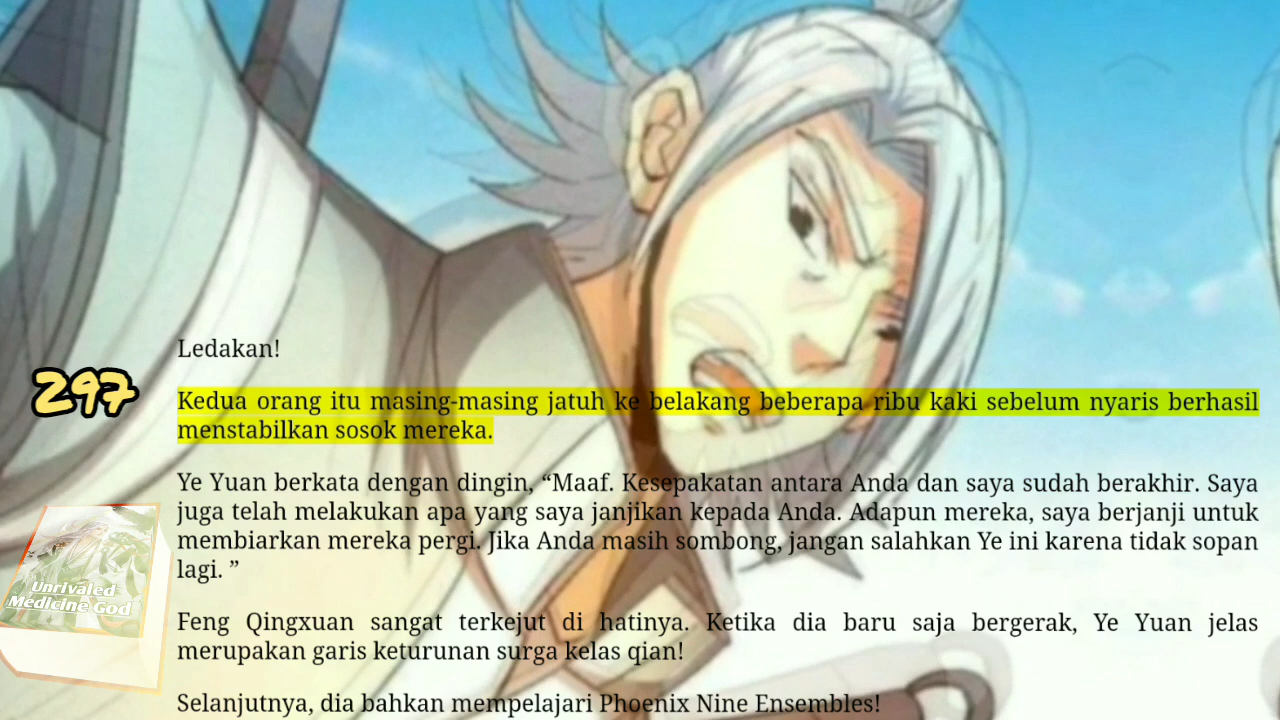 Ledakan!
297
Kedua orang itu masing-masing jatuh ke belakang beberapa ribu kaki sebelum nyaris berhasil
menstabilkan sosok mereka.
Ye Yuan berkata dengan dingin, “Maaf. Kesepakatan antara Anda dan saya sudah berakhir. Saya
juga telah melakukan apa yang saya janjikan kepada Anda. Adapun mereka, saya berjanji untuk
membiarkan mereka pergi. Jika Anda masih sombong, jangan salahkan Ye ini karena tidak sopan
lagi. ”
Unrivaled
Medicine God
Feng Qingxuan sangat terkejut di hatinya. Ketika dia baru saja bergerak, Ye Yuan jelas
merupakan garis keturunan surga kelas qian!
Selanjutnya, dia bahkan mempelajari Phoenix Nine Ensembles!